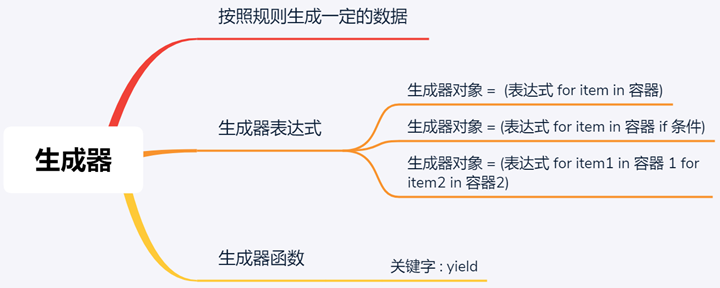 生成器
按照规则生成一定的数据
生成器表达式
生成器对象 = (表达式 for item in 容器)
生成器对象 = (表达式 for item in 容器 if 条件)
生成器对象 = (表达式 for item1 in 容器 1 for
item2 in 容器2)
生成器函数
关键字 : yield